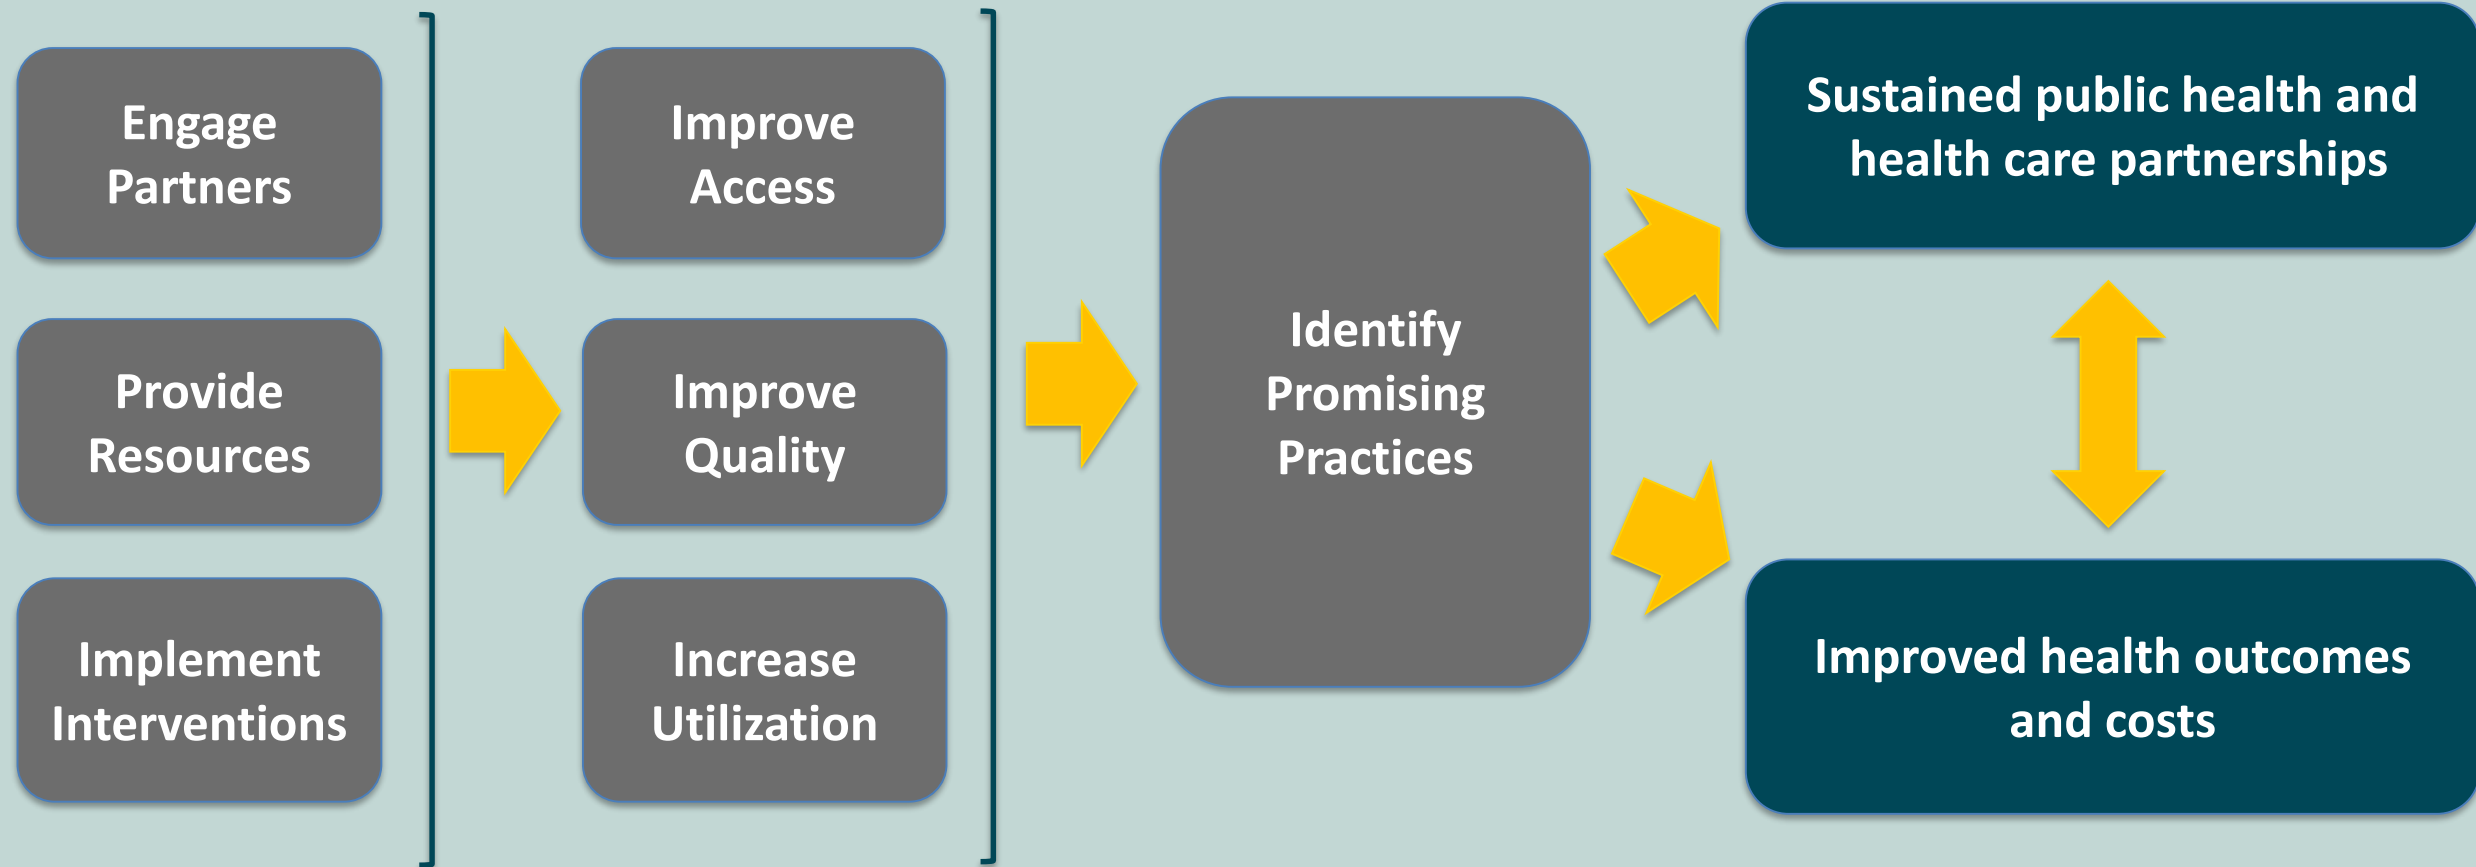 Engage
Partners
Provide
Resources
Implement
Interventions
Improve
Access
Improve
Quality
Increase
Utilization
Identify
Promising
Practices
Sustained public health and
health care partnerships
Improved health outcomes
and costs